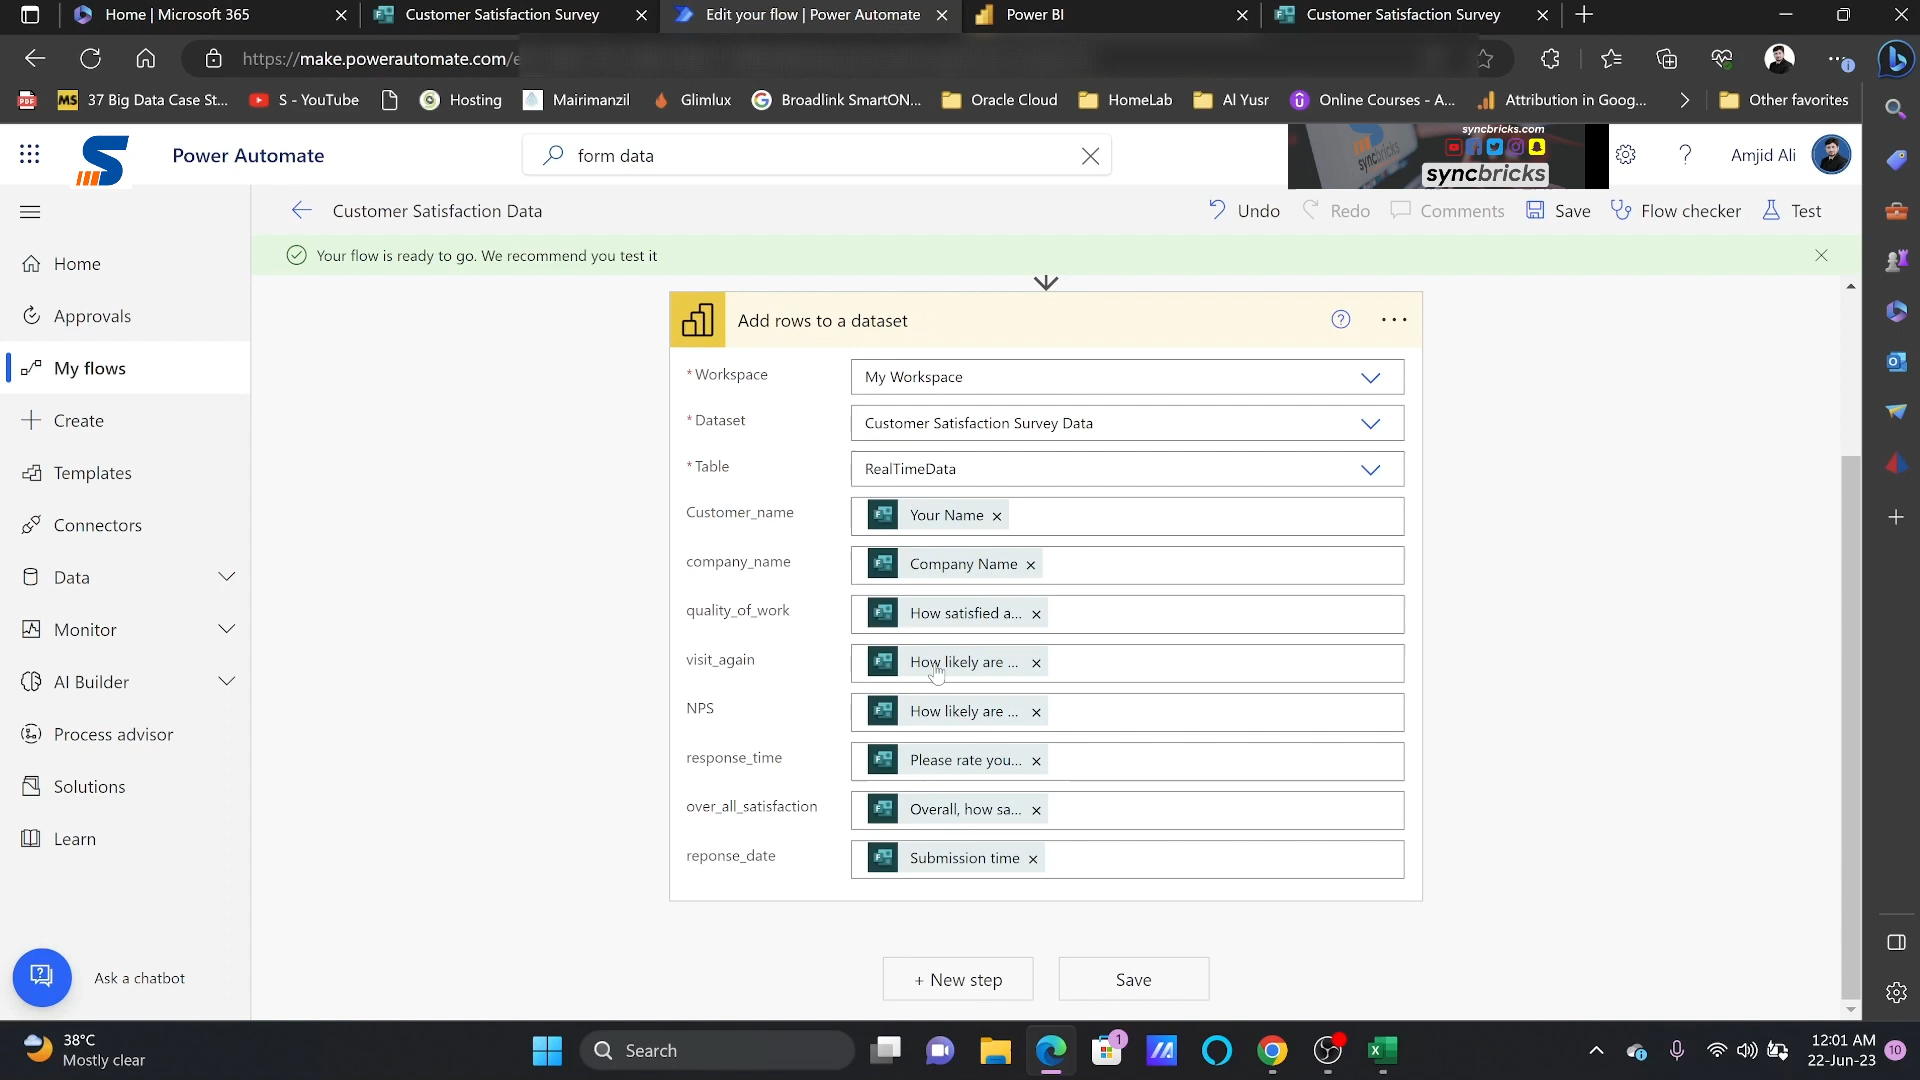 Home | Microsoft 365
Customer Satisfaction Survey
Edit your flow | Power Automate
Power BI
Customer Satisfaction Survey
https://make.powerautomate.com/e
PDF
MS
37 Big Data Case St...
S - YouTube
Hosting
Mairimanzil
Glimlux
Broadlink SmartON...
Oracle Cloud
HomeLab
Al Yusr
Online Courses - A...
Attribution in Goog...
Other favorites
Power Automate
form data
syncbricks.com
syncbricks
syncbricks
Amjid Ali
Customer Satisfaction Data
Undo
Redo
Comments
Save
Flow checker
Test
Your flow is ready to go. We recommend you test it
Home
Approvals
My flows
Create
Templates
Connectors
Data
Monitor
AI Builder
Process advisor
Solutions
Learn
Ask a chatbot
Add rows to a dataset
* Workspace
My Workspace
* Dataset
Customer Satisfaction Survey Data
* Table
RealTimeData
Customer_name
Your Name
company_name
Company Name
quality_of_work
How satisfied a...
visit_again
How likely are ...
NPS
How likely are ...
response_time
Please rate you...
over_all_satisfaction
Overall, how sa...
reponse_date
Submission time
+ New step
Save
38°C
Mostly clear
Search
1
12:01 AM
22-Jun-23
10